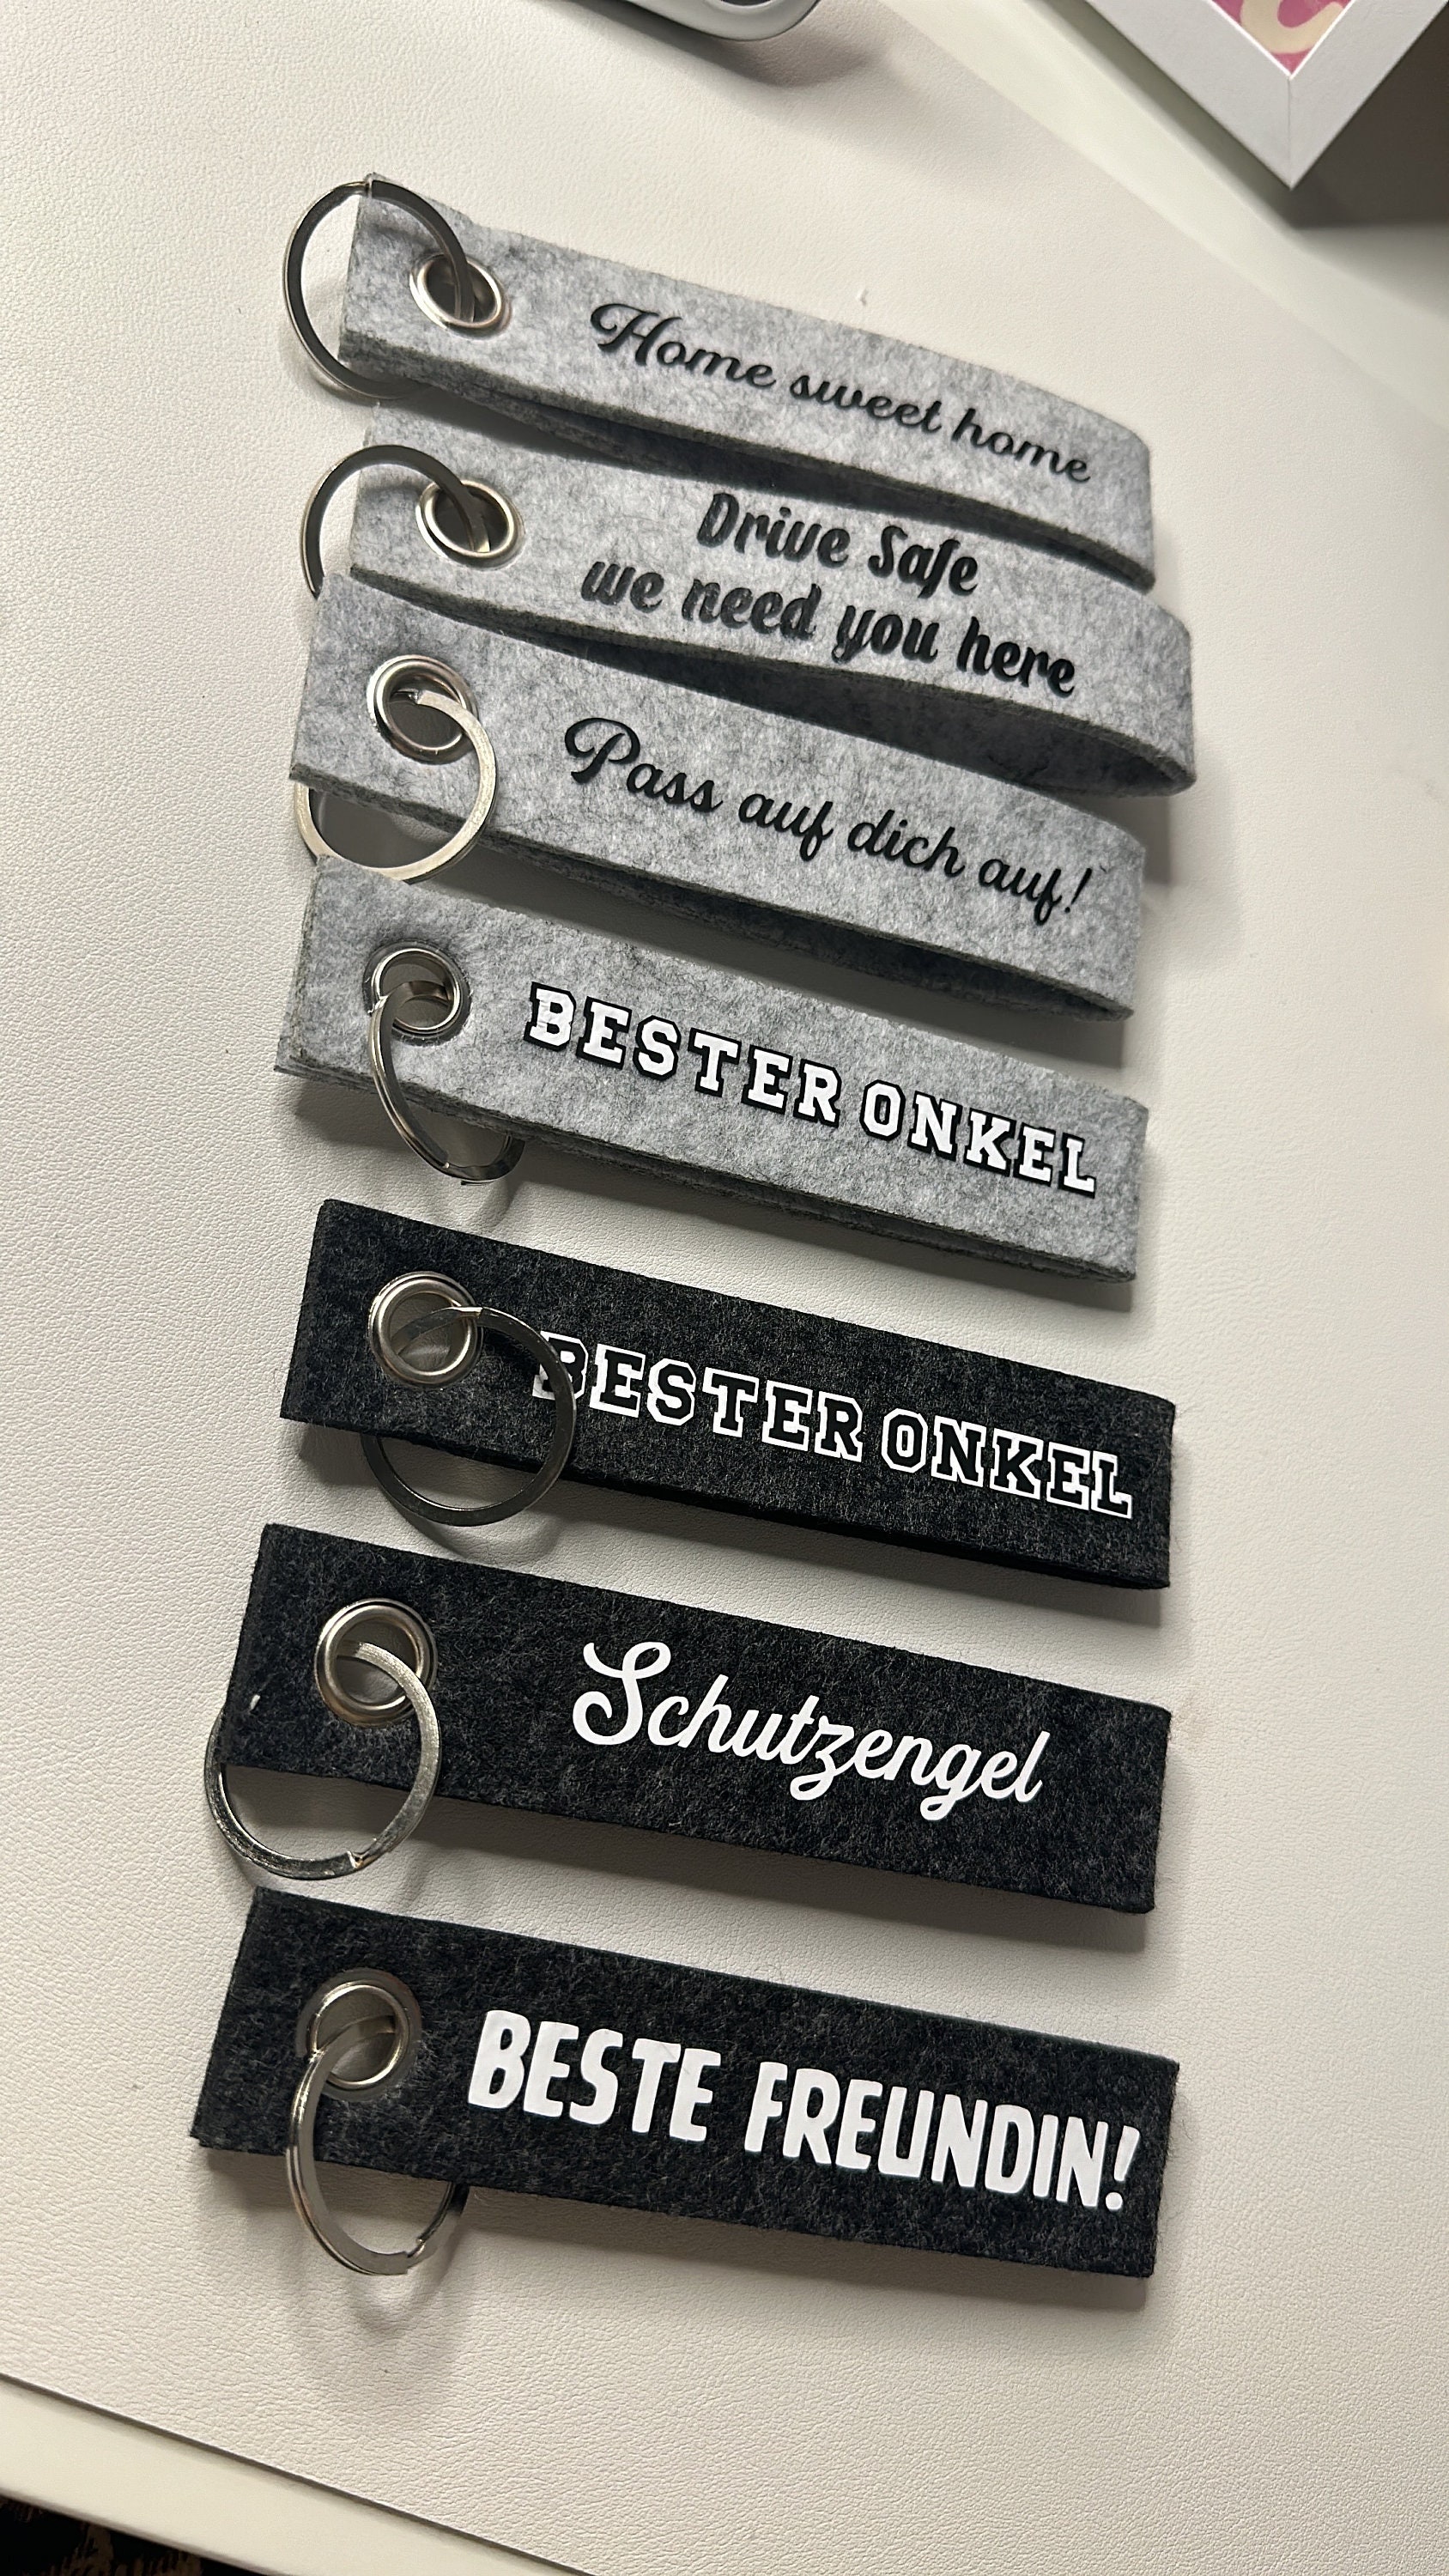 Home sweet home
Drive Safe
we need you here
Pass auf dich auf!
BESTER ONKEL
BESTER ONKEL
Schutzengel
BESTE FREUNDIN!